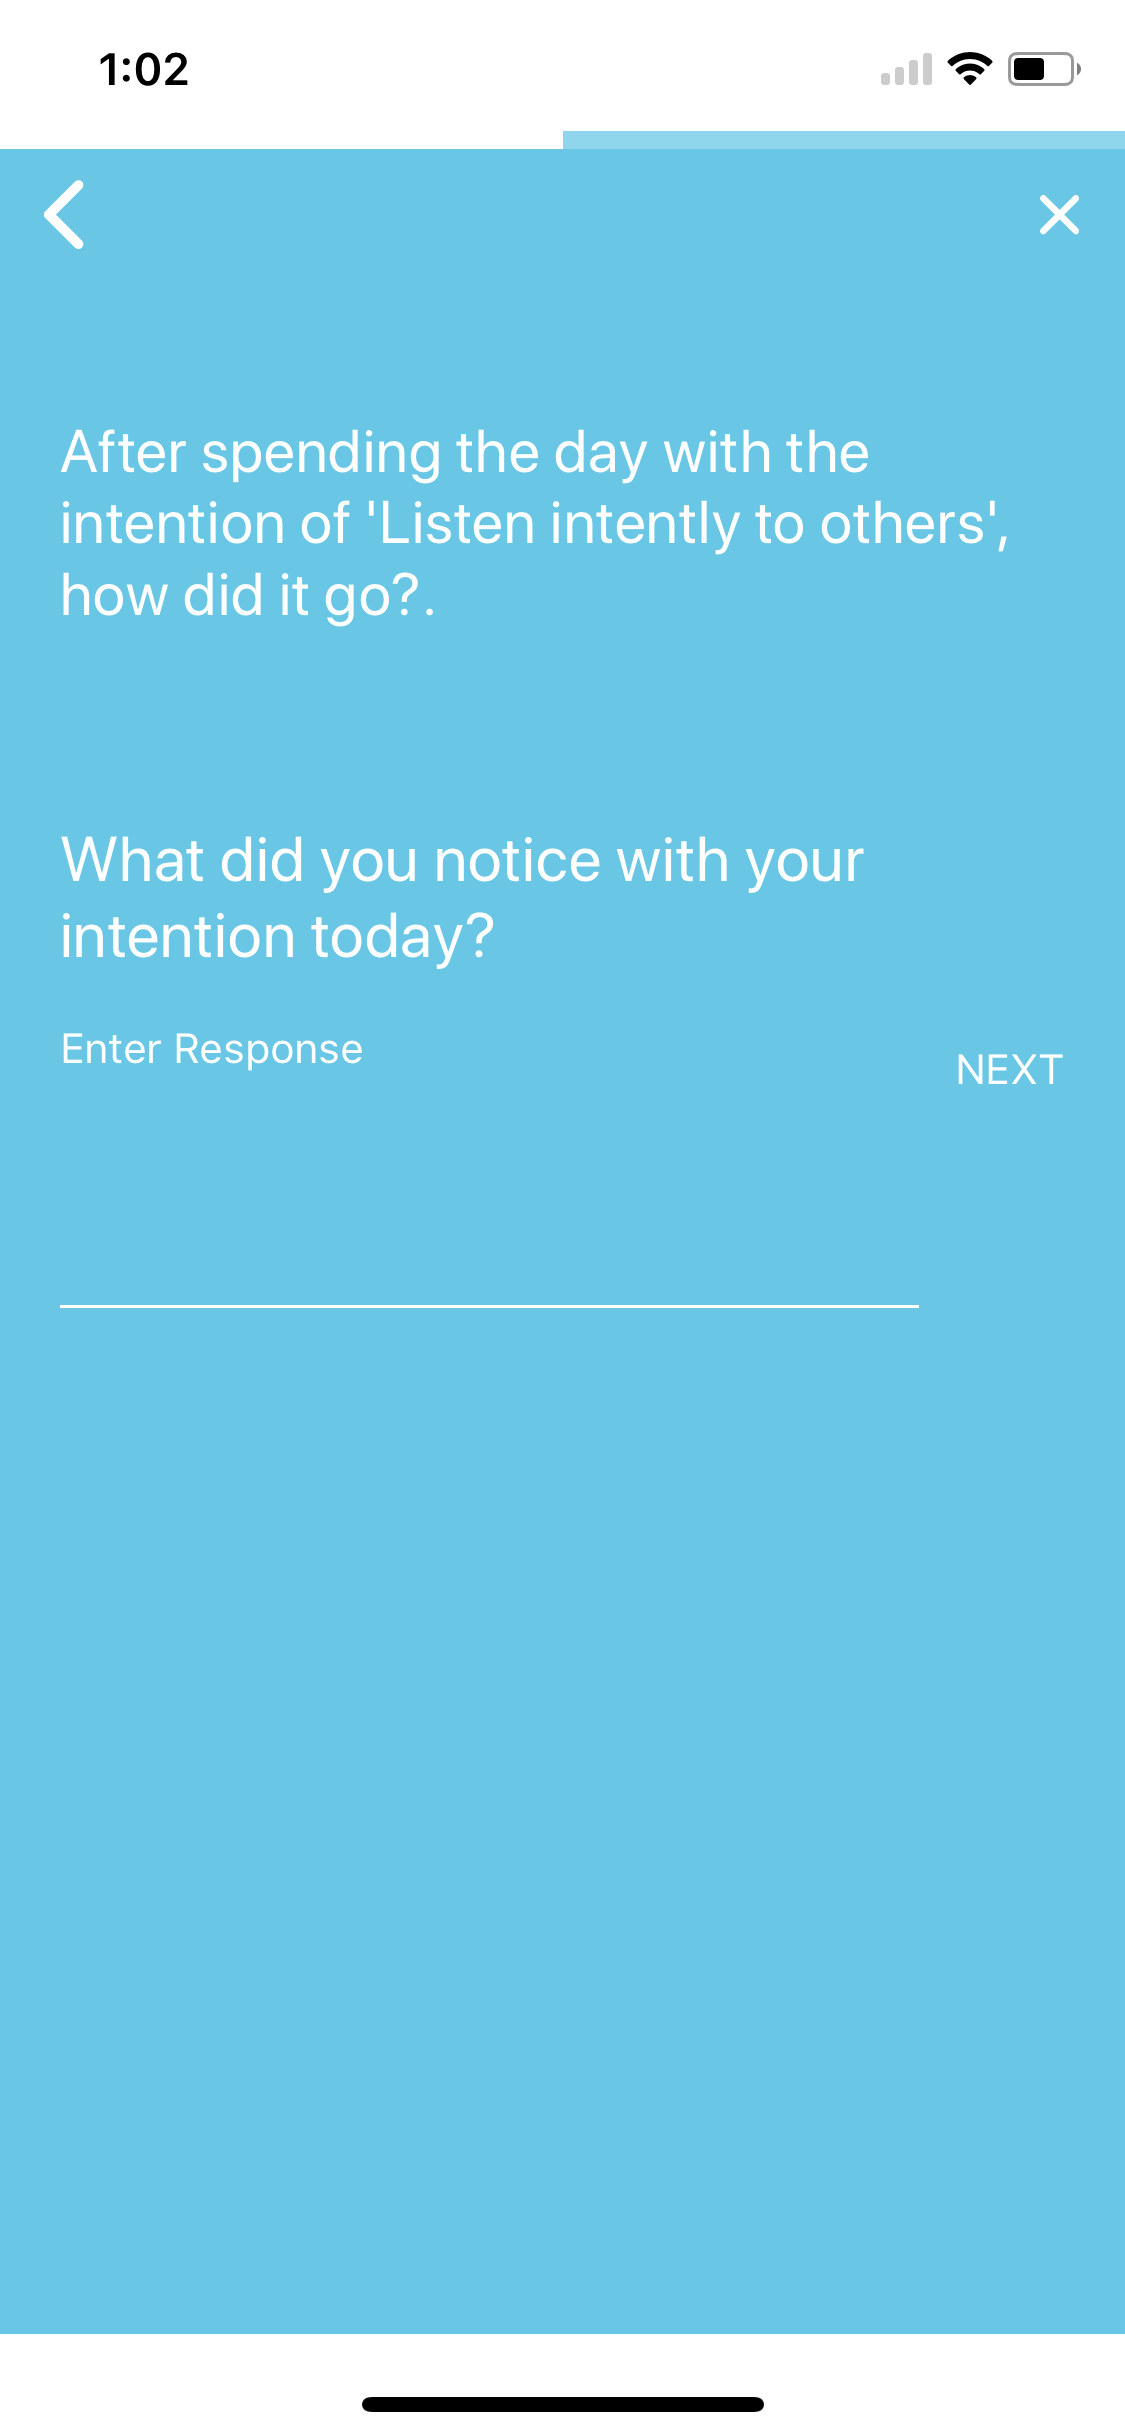 1:02
After spending the day with the
intention of 'Listen intently to others',
how did it go?.
What did you notice with your
intention today?
Enter Response
NEXT